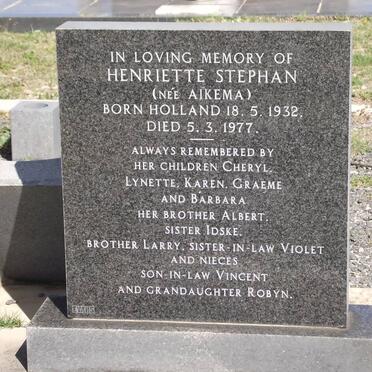 IN LOVING MEMORY OF
HENRIETTE STEPHAN
(NEÉ AIKEMA)
BORN HOLLAND 18. 5. 1932.
DIED 5. 3. 1977.
ALWAYS REMEMBERED BY
HER CHILDREN CHERYL,
LYNETTE, KAREN, GRAEME
AND BARBARA
HER BROTHER ALBERT.
SISTER IDSKE.
BROTHER LARRY, SISTER-IN-LAW VIOLET
AND NIECES
SON-IN-LAW VINCENT
AND GRANDAUGHTER ROBYN.